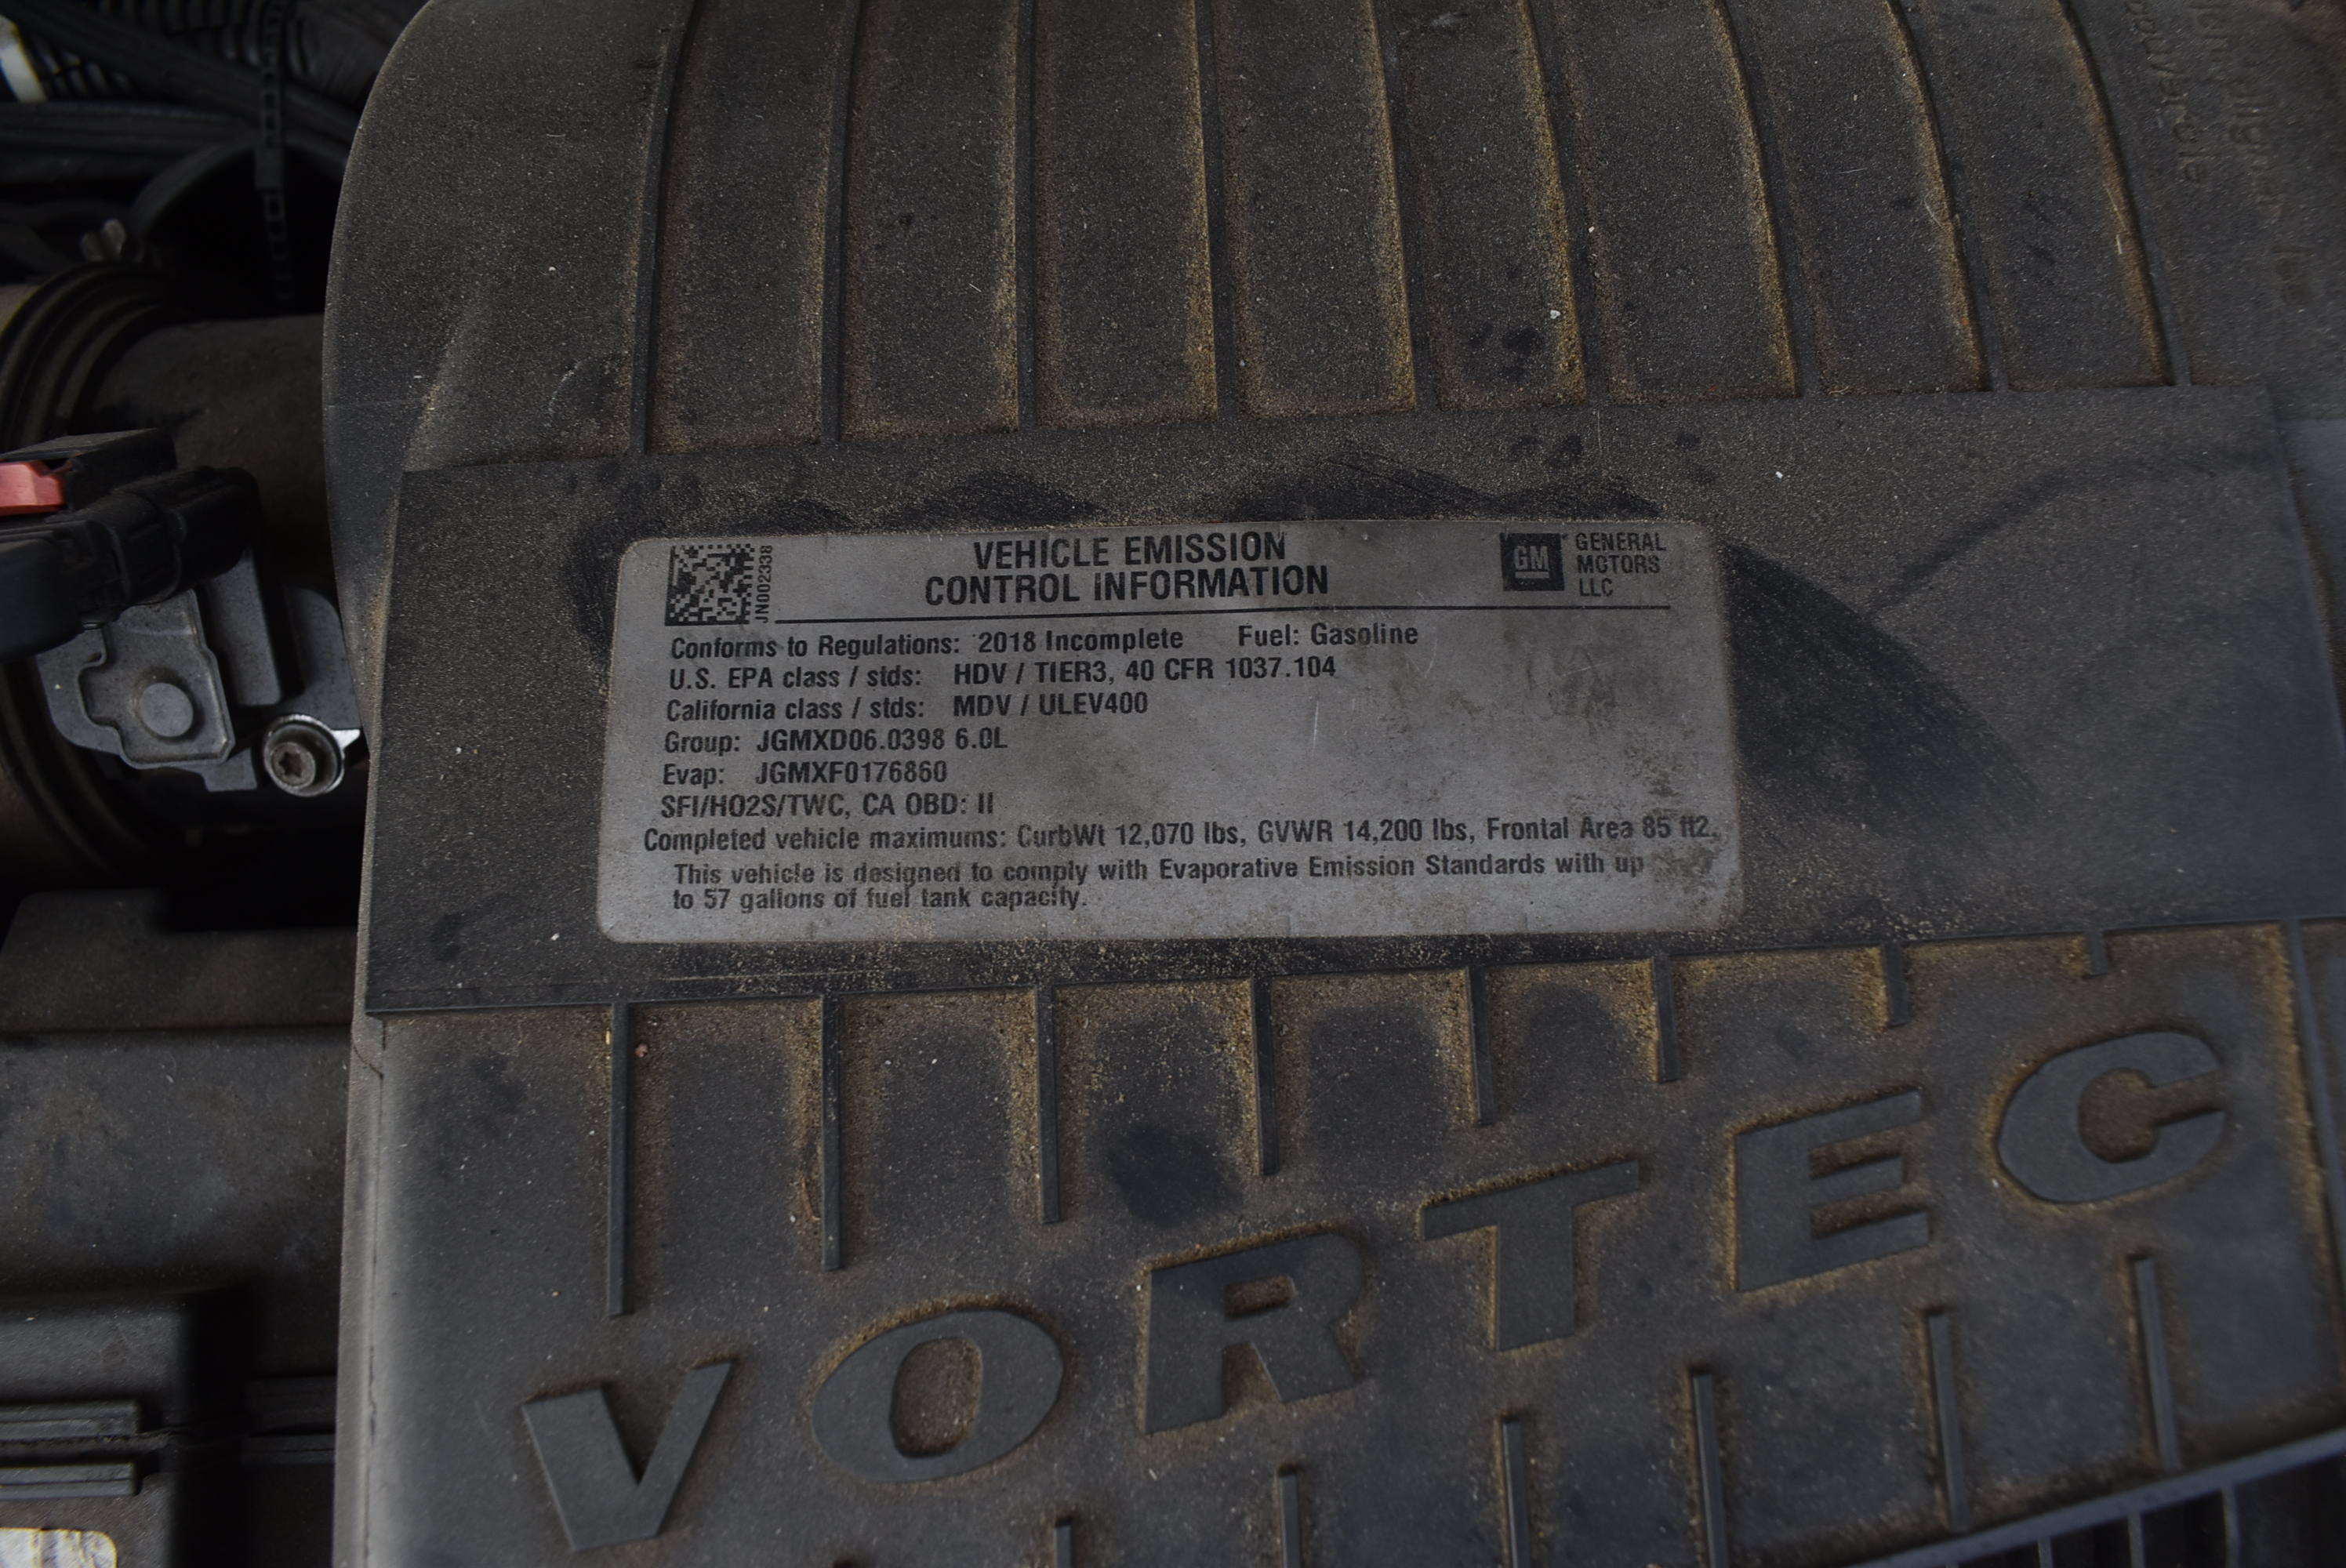 JN002338
VEHICLE EMISSION
CONTROL INFORMATION
GM
GENERAL
MOTORS
LLC
Conforms to Regulations: 2018 Incomplete Fuel: Gasoline
U.S. EPA class / stds: HDV / TIER3, 40 CFR 1037.104
California class / stds: MDV / ULEV400
Group: JGMXD06.0398 6.0L
Evap: JGMXF0176860
SFI/HO2S/TWC, CA OBD: II
Completed vehicle maximums: CurbWt 12,070 lbs, GVWR 14,200 lbs, Frontal Area 85 ft2.
This vehicle is designed to comply with Evaporative Emission Standards with up
to 57 gallons of fuel tank capacity.
VORTEC